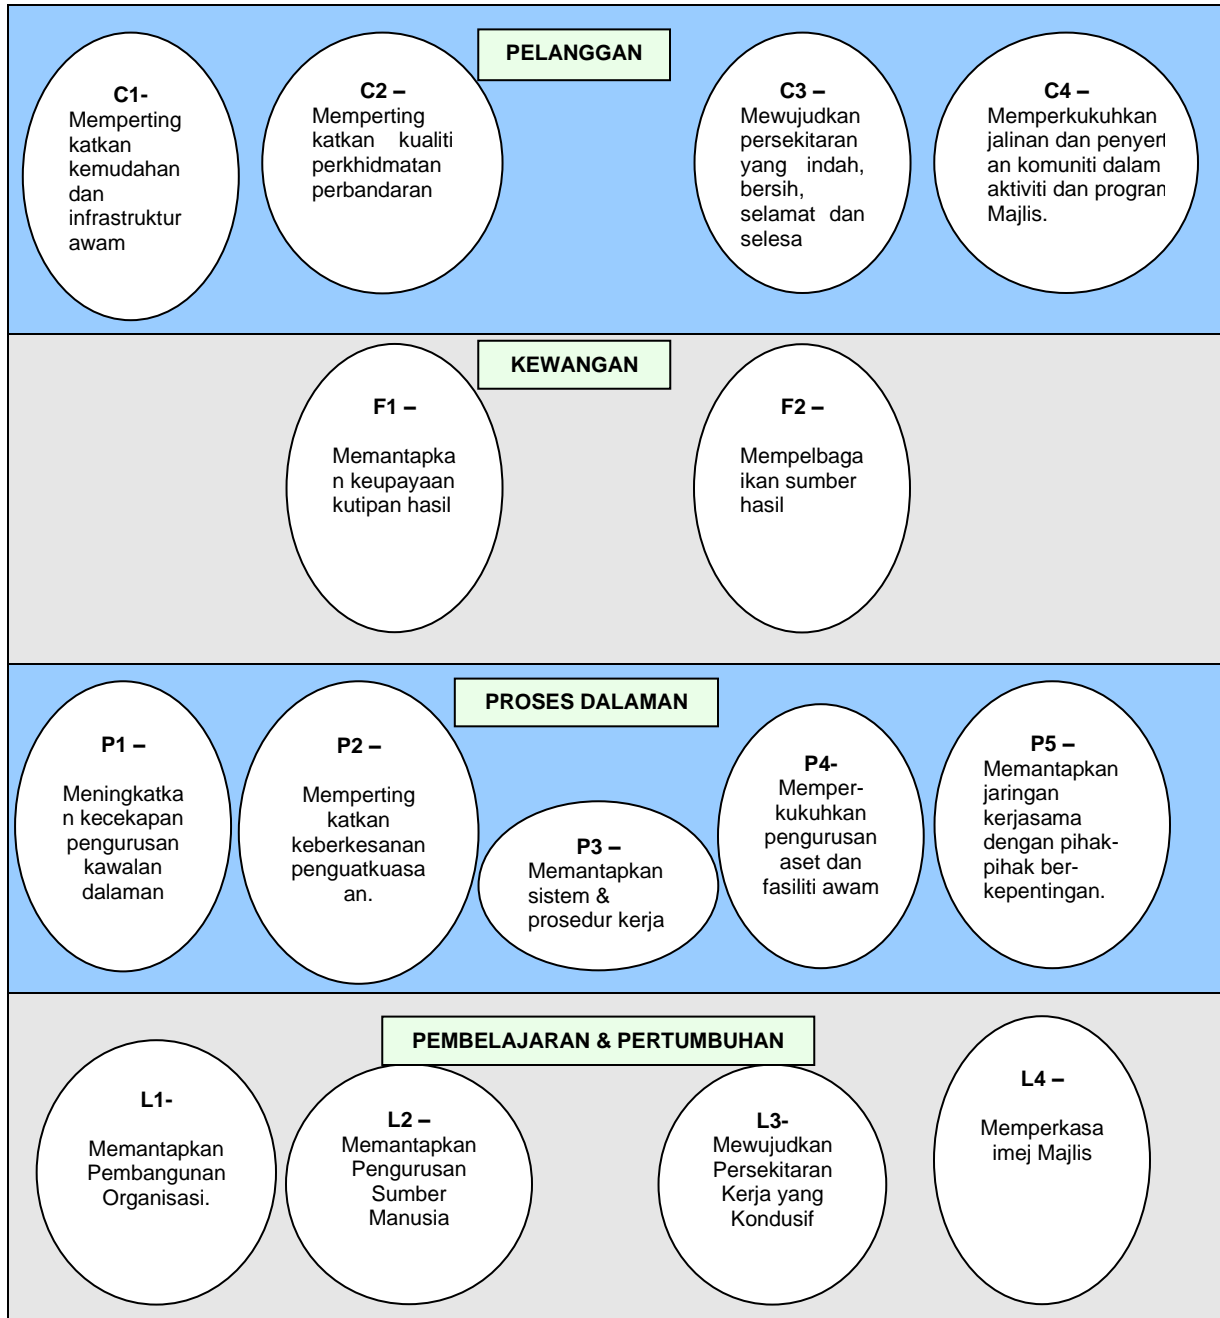 PELANGGAN
C1-
Memperting
katkan
kemudahan
dan
infrastruktur
awam
C2 –
Memperting
katkan kualiti
perkhidmatan
perbandaran
C3 –
Mewujudkan
persekitaran
yang indah,
bersih,
selamat dan
selesa
C4 –
Memperkukuhkan
jalinan dan penyert
an komuniti dalam
aktiviti dan progran
Majlis.
KEWANGAN
F1 –
Memantapka
n keupayaan
kutipan hasil
F2 –
Mempelbaga
ikan sumber
hasil
PROSES DALAMAN
P1 –
Meningkatka
n kecekapan
pengurusan
kawalan
dalaman
P2 –
Memperting
katkan
keberkesanan
penguatkuasa
an.
P3 –
Memantapkan
sistem &
prosedur kerja
P4-
Memper-
kukuhkan
pengurusan
aset dan
fasiliti awam
P5 –
Memantapkan
jaringan
kerjasama
dengan pihak-
pihak ber-
kepentingan.
PEMBELAJARAN & PERTUMBUHAN
L1-
Memantapkan
Pembangunan
Organisasi.
L2 –
Memantapkan
Pengurusan
Sumber
Manusia
L3-
Mewujudkan
Persekitaran
Kerja yang
Kondusif
L4 –
Memperkasa
imej Majlis